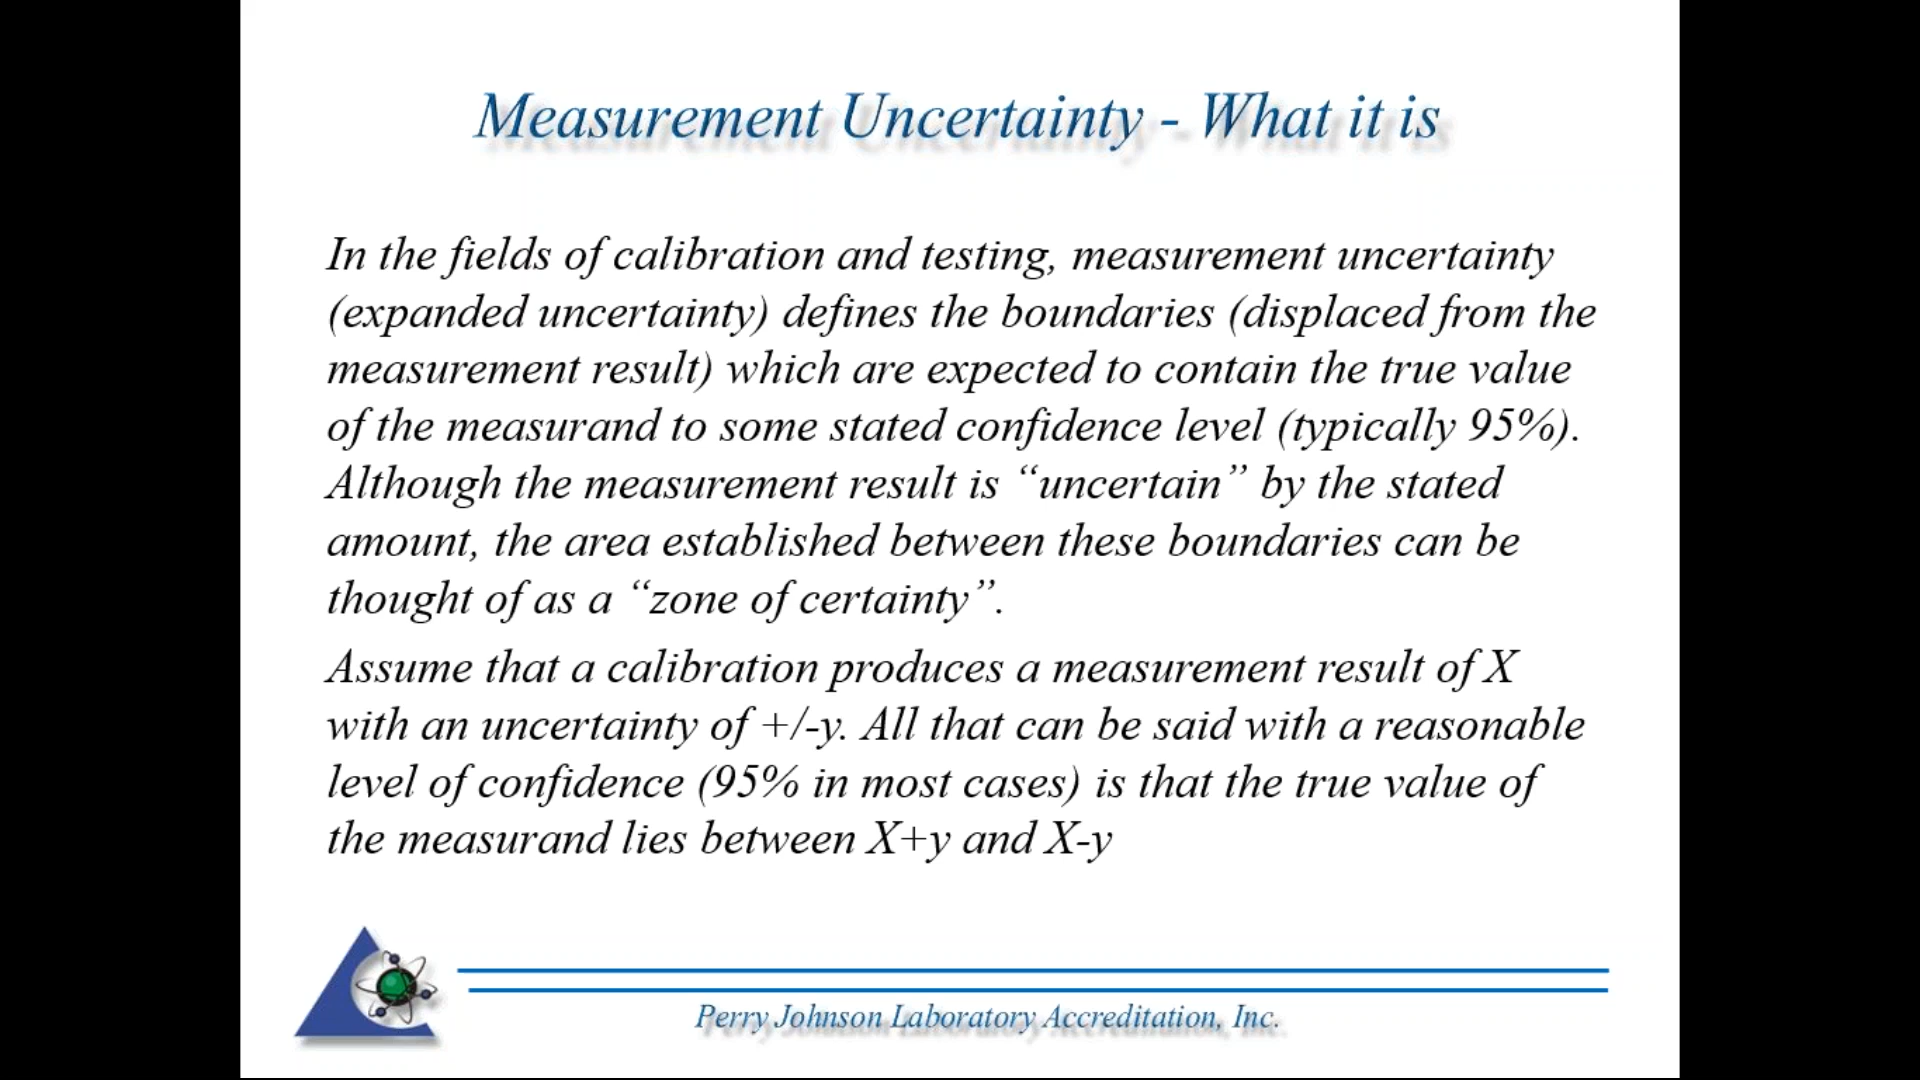 Measurement Uncertainty - What it is
In the fields of calibration and testing, measurement uncertainty
(expanded uncertainty) defines the boundaries (displaced from the
measurement result) which are expected to contain the true value
of the measurand to some stated confidence level (typically 95%).
Although the measurement result is “uncertain” by the stated
amount, the area established between these boundaries can be
thought of as a “zone of certainty”.
Assume that a calibration produces a measurement result of X
with an uncertainty of +/-y. All that can be said with a reasonable
level of confidence (95% in most cases) is that the true value of
the measurand lies between X+y and X-y
Perry Johnson Laboratory Accreditation, Inc.